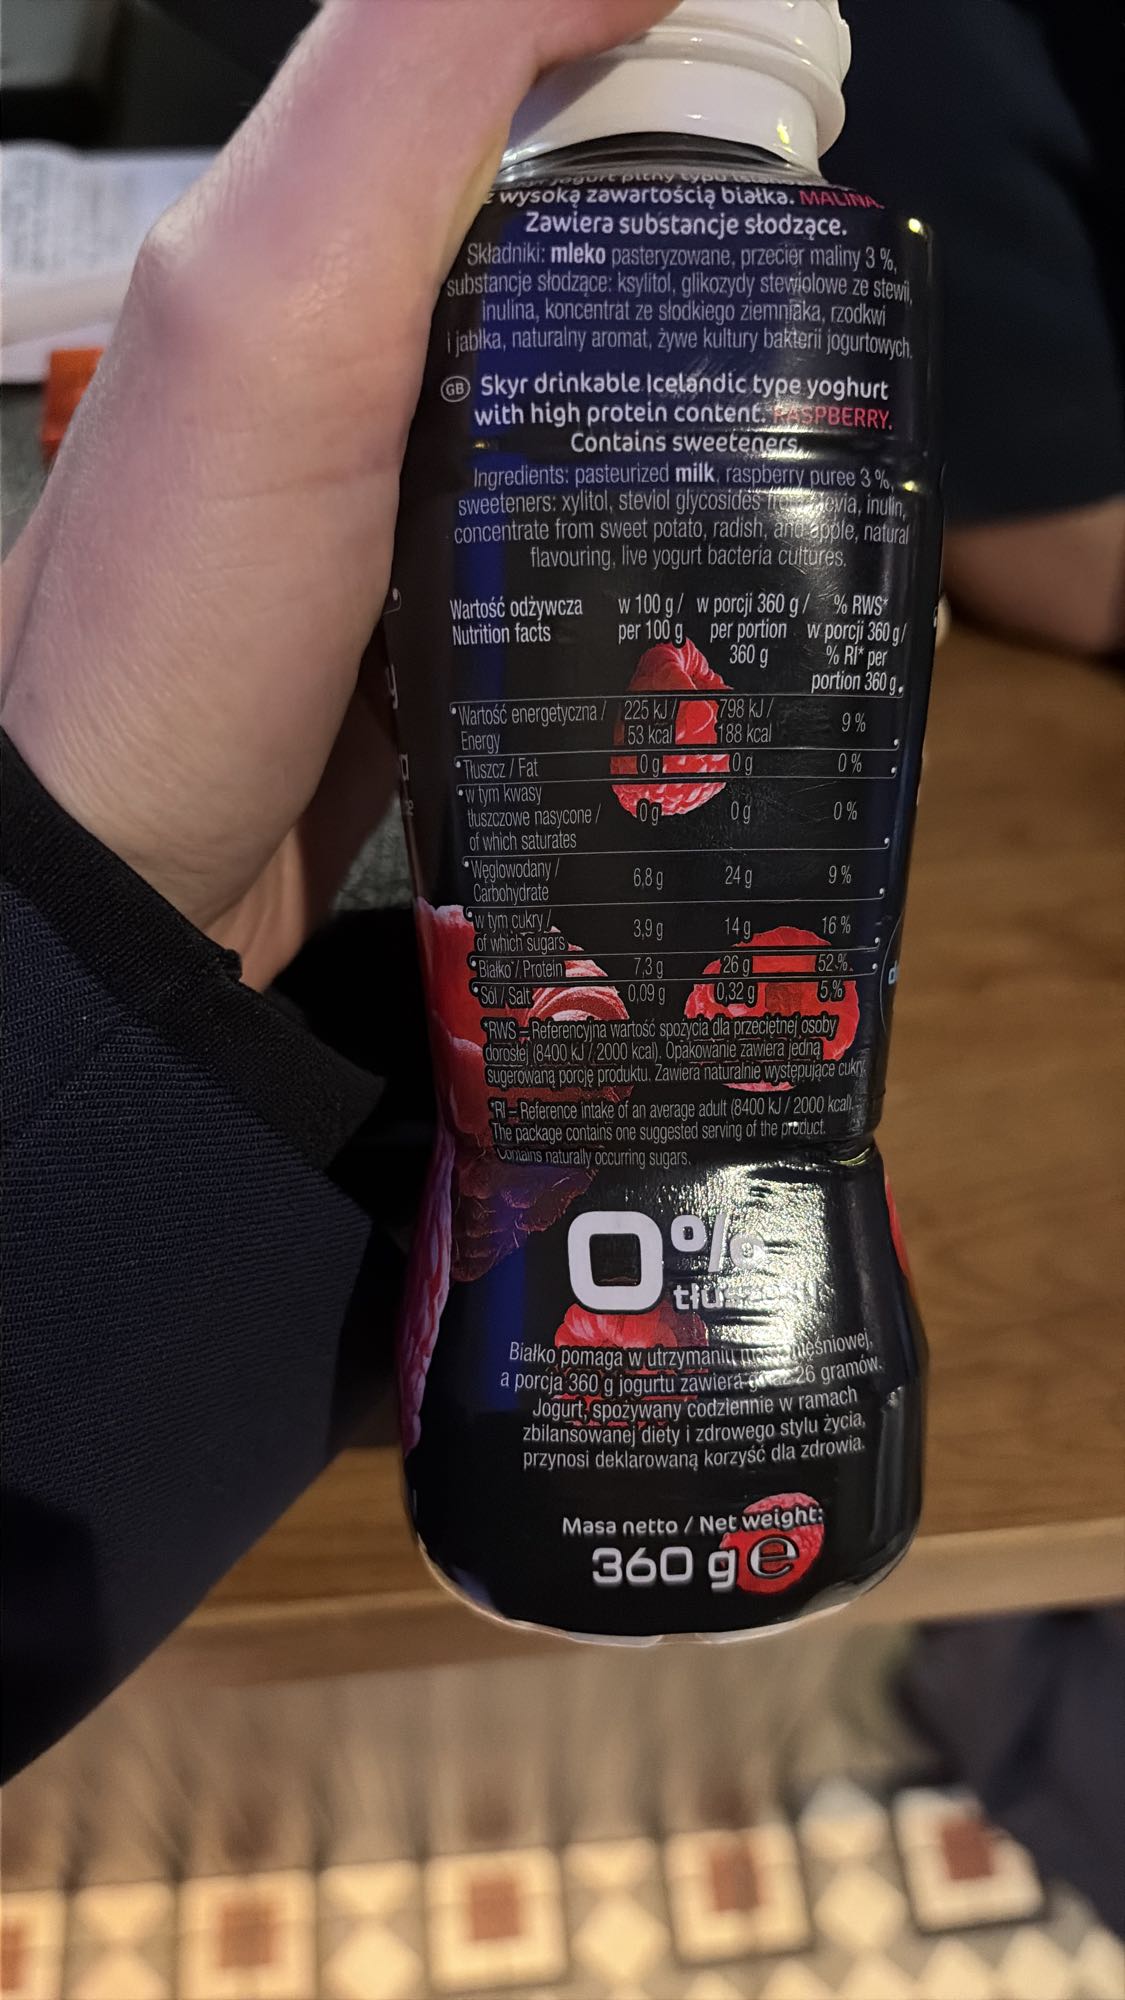 z wysoką zawartością białka. MALINA.
Zawiera substancje słodzące.
Składniki: mleko pasteryzowane, przecier maliny 3 %,
substancje słodzące: ksylitol, glikozydy stewiolowe ze stewii,
inulina, koncentrat ze słodkiego ziemniaka, rzodkwi
i jabłka, naturalny aromat, żywe kultury bakterii jogurtowych.
GB Skyr drinkable Icelandic type yoghurt
with high protein content. RASPBERRY.
Contains sweeteners.
Ingredients: pasteurized milk, raspberry puree 3 %,
sweeteners: xylitol, steviol glycosides from stevia, inulin,
concentrate from sweet potato, radish, and apple, natural
flavouring, live yogurt bacteria cultures.
Wartość odżywcza w 100 g / w porcji 360 g / % RWS*
Nutrition facts per 100 g per portion w porcji 360 g/
360 g % RI* per
portion 360 g.
Wartość energetyczna / 225 kJ / 798 kJ /
Energy 53 kcal 188 kcal 9 %
Tłuszcz / Fat 0 g 0 g 0 %
w tym kwasy
tłuszczowe nasycone / 0 g 0 g 0 %
of which saturates
Węglowodany /
Carbohydrate 6,8 g 24 g 9 %
w tym cukry /
of which sugars 3,9 g 14 g 16 %
Białko / Protein 7,3 g 26 g 52 %
Sól / Salt 0,09 g 0,32 g 5 %
*RWS – Referencyjna wartość spożycia dla przeciętnej osoby
dorosłej (8400 kJ / 2000 kcal). Opakowanie zawiera jedną
sugerowaną porcję produktu. Zawiera naturalnie występujące cukry.
*RI – Reference intake of an average adult (8400 kJ / 2000 kcal).
The package contains one suggested serving of the product.
Contains naturally occurring sugars.
0%
Białko pomaga w utrzymaniu mięśniowej,
a porcja 360 g jogurtu zawiera 26 gramów.
Jogurt, spożywany codziennie w ramach
zbilansowanej diety i zdrowego stylu życia,
przynosi deklarowaną korzyść dla zdrowia.
Masa netto / Net weight:
360 g e